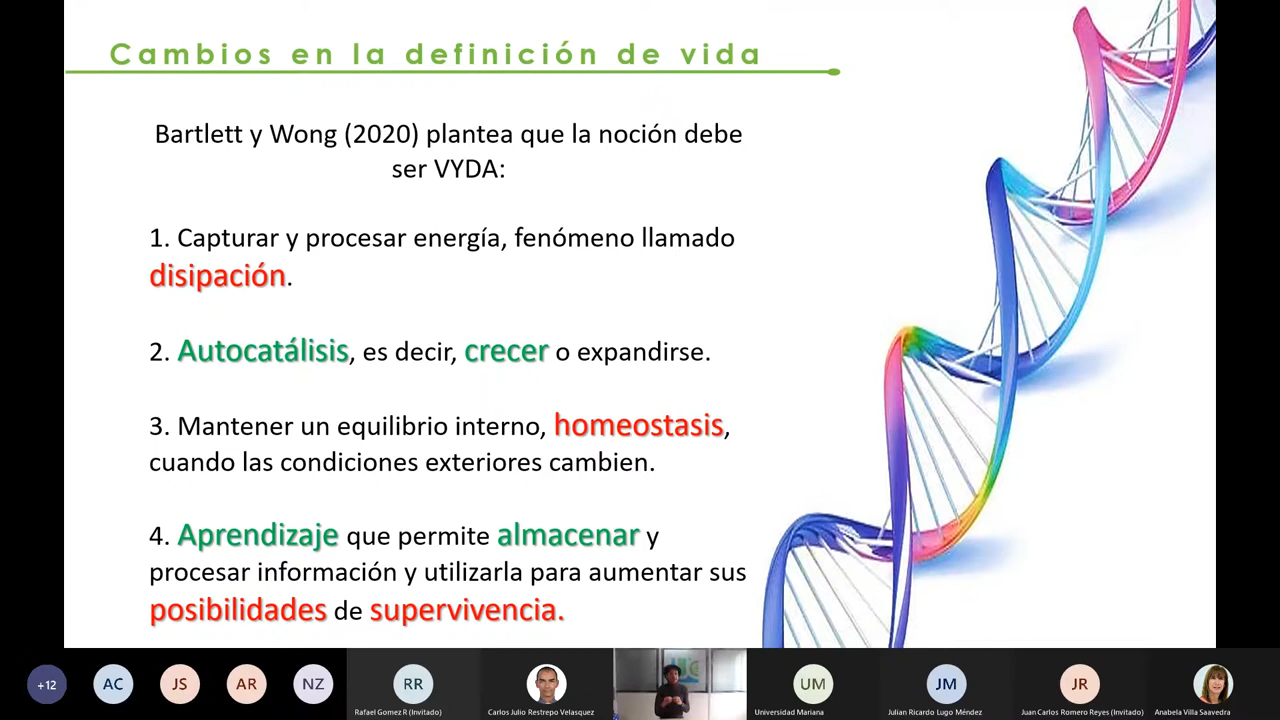 Cambios en la definición de vida
Bartlett y Wong (2020) plantea que la noción debe
ser VYDA:
1. Capturar y procesar energía, fenómeno llamado
disipación.
2. Autocatálisis, es decir, crecer o expandirse.
3. Mantener un equilibrio interno, homeostasis,
cuando las condiciones exteriores cambien.
4. Aprendizaje que permite almacenar y
procesar información y utilizarla para aumentar sus
posibilidades de supervivencia.
+12
AC
JS
AR
NZ
RR
UM
JM
JR
Rafael Gomez R (Invitado)
Carlos Julio Restrepo Velasquez
Universidad Mariana
Julian Ricardo Lugo Méndez
Juan Carlos Romero Reyes (Invitado)
Anabela Villa Saavedra